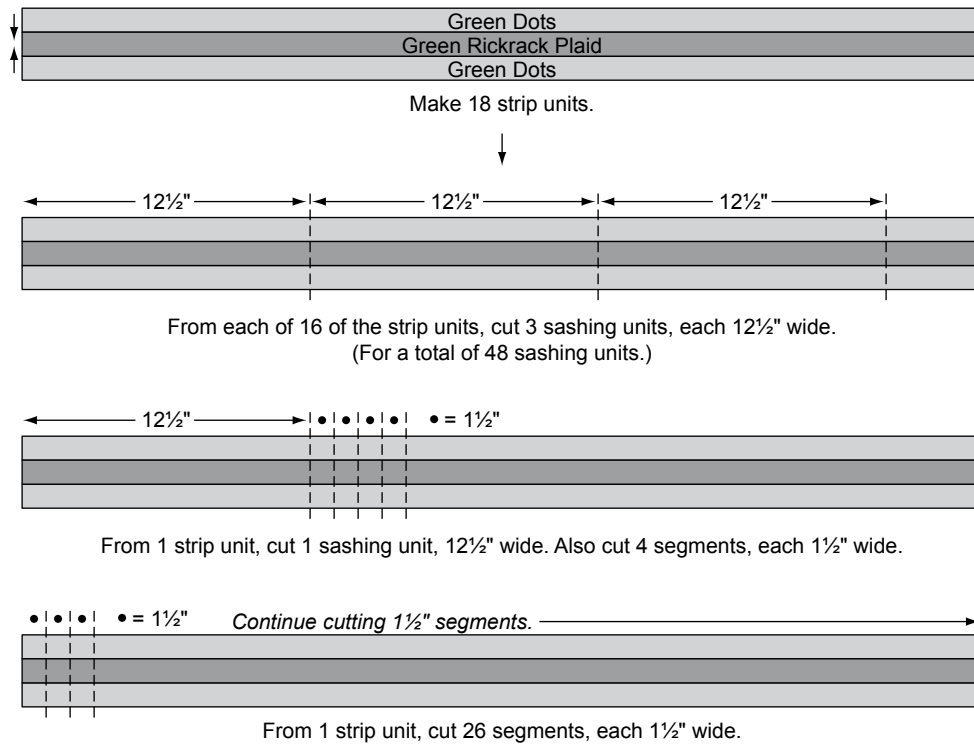 Green Dots
Green Rickrack Plaid
Green Dots
Make 18 strip units.
12½" 12½" 12½"
From each of 16 of the strip units, cut 3 sashing units, each 12½" wide.
(For a total of 48 sashing units.)
12½" • • • • • = 1½"
From 1 strip unit, cut 1 sashing unit, 12½" wide. Also cut 4 segments, each 1½" wide.
• • • • = 1½" Continue cutting 1½" segments.
From 1 strip unit, cut 26 segments, each 1½" wide.